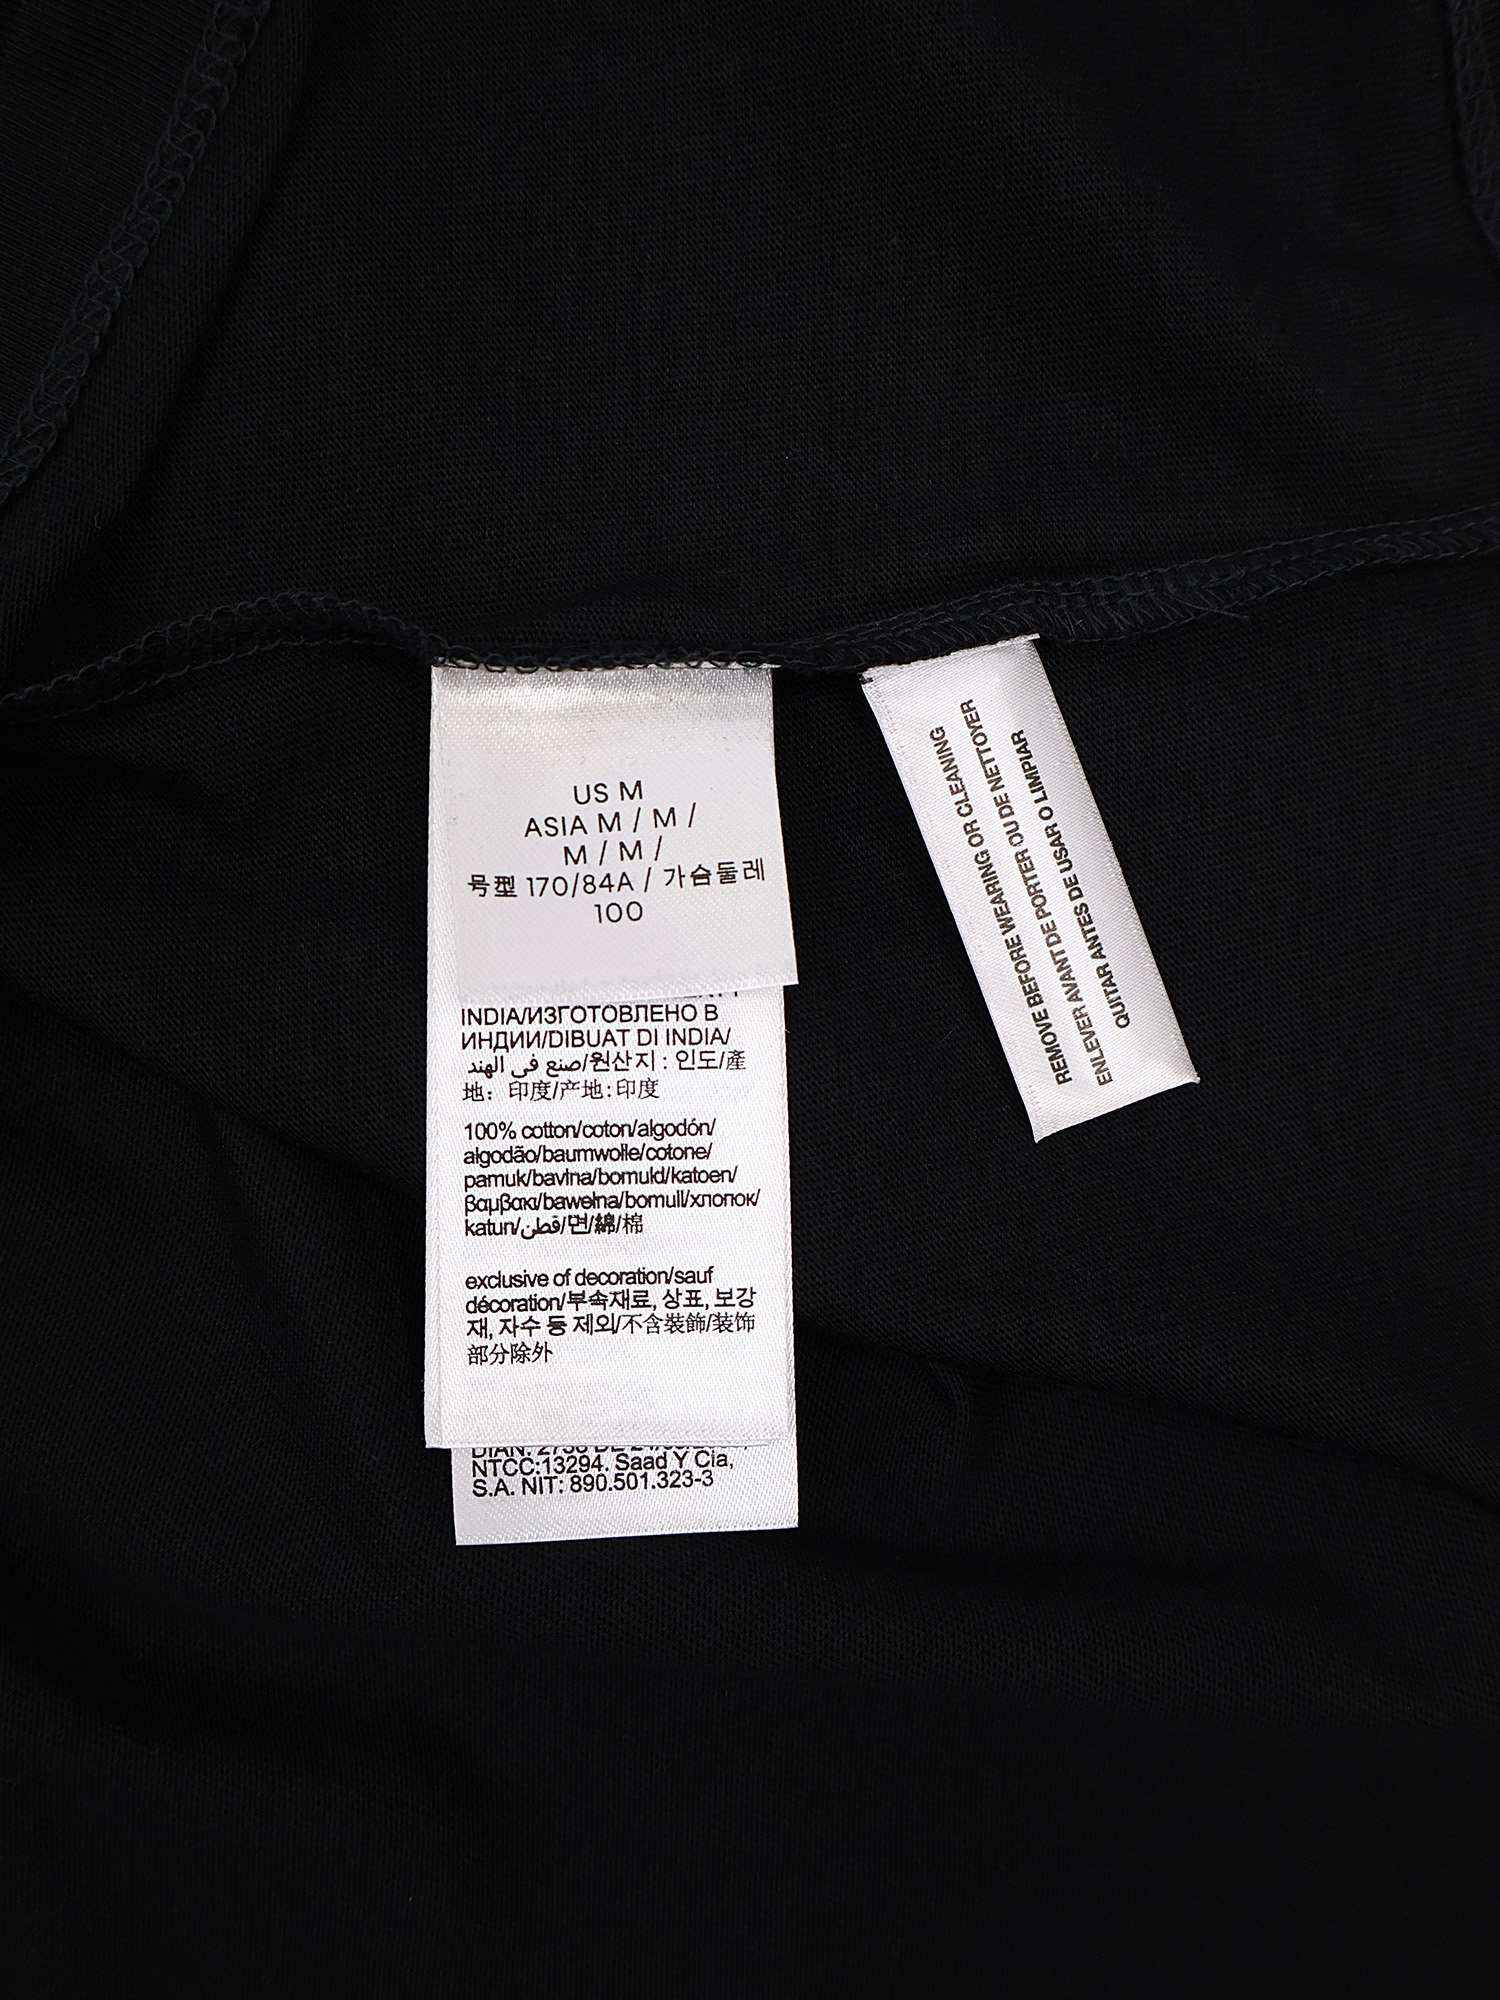 US M
ASIA M / M /
M / M /
号型 170/84A / 가슴둘레
100
INDIA/ИЗГОТОВЛЕНО В
ИНДИИ/DIBUAT DI INDIA/
صنع في الهند/원산지 : 인도/產
地：印度/产地:印度
100% cotton/coton/algodón/
algodão/baumwolle/cotone/
pamuk/bavlna/bomuld/katoen/
βαμβακι/bawełna/bomull/хлопок/
katun/قطن/면/綿/棉
exclusive of decoration/sauf
décoration/부속재료, 상표, 보강
재, 자수 등 제외/不含裝飾/装饰
部分除外
NTCC:13294. Saad Y Cia,
S.A. NIT: 890.501.323-3
REMOVE BEFORE WEARING OR CLEANING
ENLEVER AVANT DE PORTER OU DE NETTOYER
QUITAR ANTES DE USAR O LIMPIAR